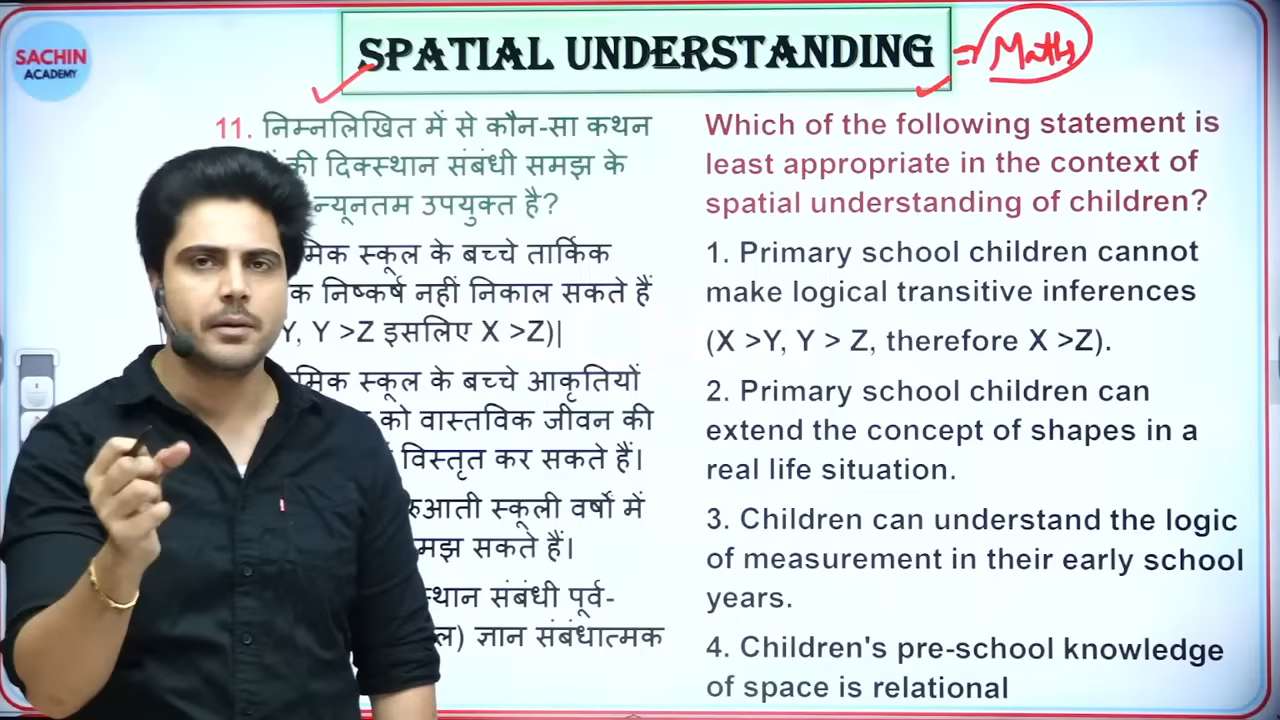 SACHIN
ACADEMY
SPATIAL UNDERSTANDING
= Maths
11. निम्नलिखित में से कौन-सा कथन
की दिक्स्थान संबंधी समझ के
न्यूनतम उपयुक्त है?
स्कूल के बच्चे तार्किक
निष्कर्ष नहीं निकाल सकते हैं
Y, Y >Z इसलिए X >Z)|
स्कूल के बच्चे आकृतियों
को वास्तविक जीवन की
विस्तृत कर सकते हैं।
स्कूली वर्षों में
सकते हैं।
संबंधी पूर्व-
ज्ञान संबंधात्मक
Which of the following statement is
least appropriate in the context of
spatial understanding of children?
1. Primary school children cannot
make logical transitive inferences
(X >Y, Y > Z, therefore X >Z).
2. Primary school children can
extend the concept of shapes in a
real life situation.
3. Children can understand the logic
of measurement in their early school
years.
4. Children's pre-school knowledge
of space is relational